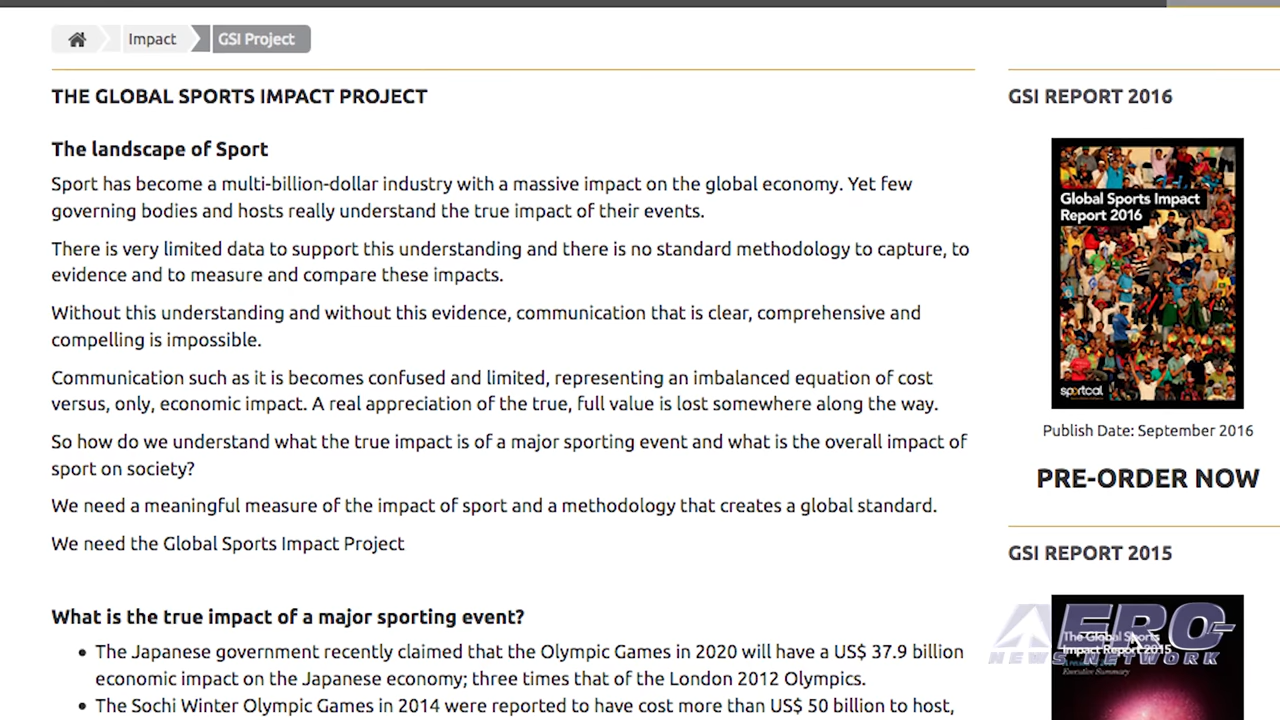 Impact
GSI Project
THE GLOBAL SPORTS IMPACT PROJECT
The landscape of Sport
Sport has become a multi-billion-dollar industry with a massive impact on the global economy. Yet few
governing bodies and hosts really understand the true impact of their events.
There is very limited data to support this understanding and there is no standard methodology to capture, to
evidence and to measure and compare these impacts.
Without this understanding and without this evidence, communication that is clear, comprehensive and
compelling is impossible.
Communication such as it is becomes confused and limited, representing an imbalanced equation of cost
versus, only, economic impact. A real appreciation of the true, full value is lost somewhere along the way.
So how do we understand what the true impact is of a major sporting event and what is the overall impact of
sport on society?
We need a meaningful measure of the impact of sport and a methodology that creates a global standard.
We need the Global Sports Impact Project
What is the true impact of a major sporting event?
• The Japanese government recently claimed that the Olympic Games in 2020 will have a US$ 37.9 billion
economic impact on the Japanese economy; three times that of the London 2012 Olympics.
• The Sochi Winter Olympic Games in 2014 were reported to have cost more than US$ 50 billion to host,
GSI REPORT 2016
Global Sports Impact
Report 2016
sportcal
Publish Date: September 2016
PRE-ORDER NOW
GSI REPORT 2015
The Global Sports
Impact Report 2015
Executive Summary
AERO
NEWS NETWORK